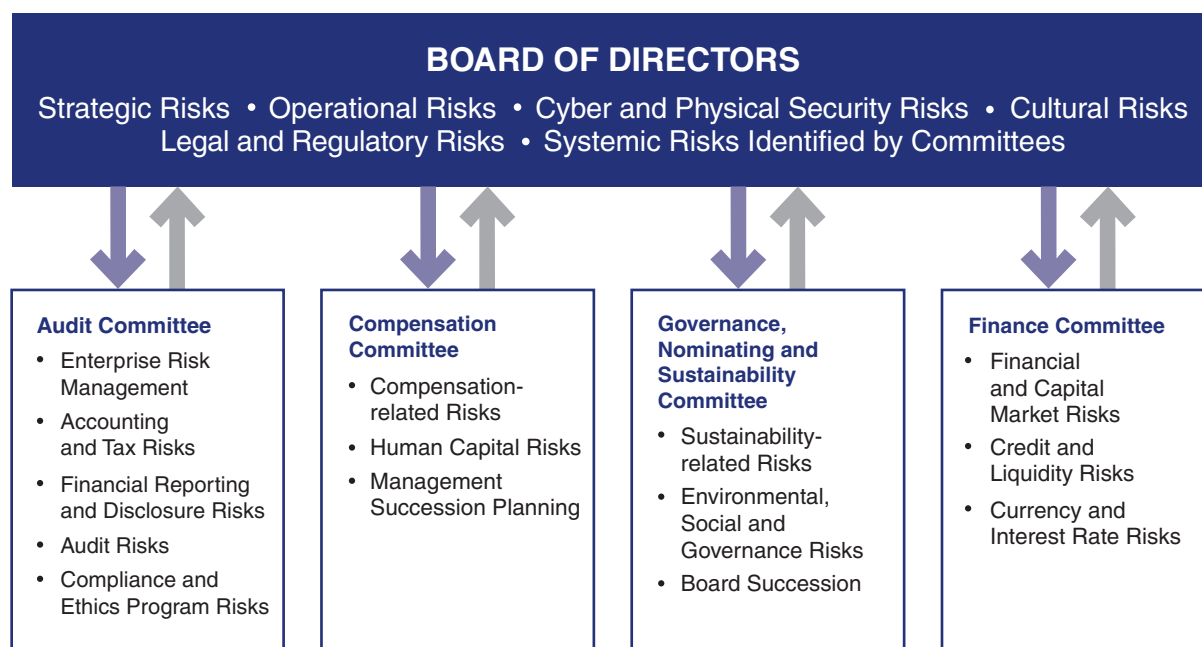 BOARD OF DIRECTORS
Strategic Risks • Operational Risks • Cyber and Physical Security Risks • Cultural Risks
Legal and Regulatory Risks • Systemic Risks Identified by Committees
Audit Committee
• Enterprise Risk
Management
• Accounting
and Tax Risks
• Financial Reporting
and Disclosure Risks
• Audit Risks
• Compliance and
Ethics Program Risks
Compensation
Committee
• Compensation-
related Risks
• Human Capital Risks
• Management
Succession Planning
Governance,
Nominating and
Sustainability
Committee
• Sustainability-
related Risks
• Environmental,
Social and
Governance Risks
• Board Succession
Finance Committee
• Financial
and Capital
Market Risks
• Credit and
Liquidity Risks
• Currency and
Interest Rate Risks